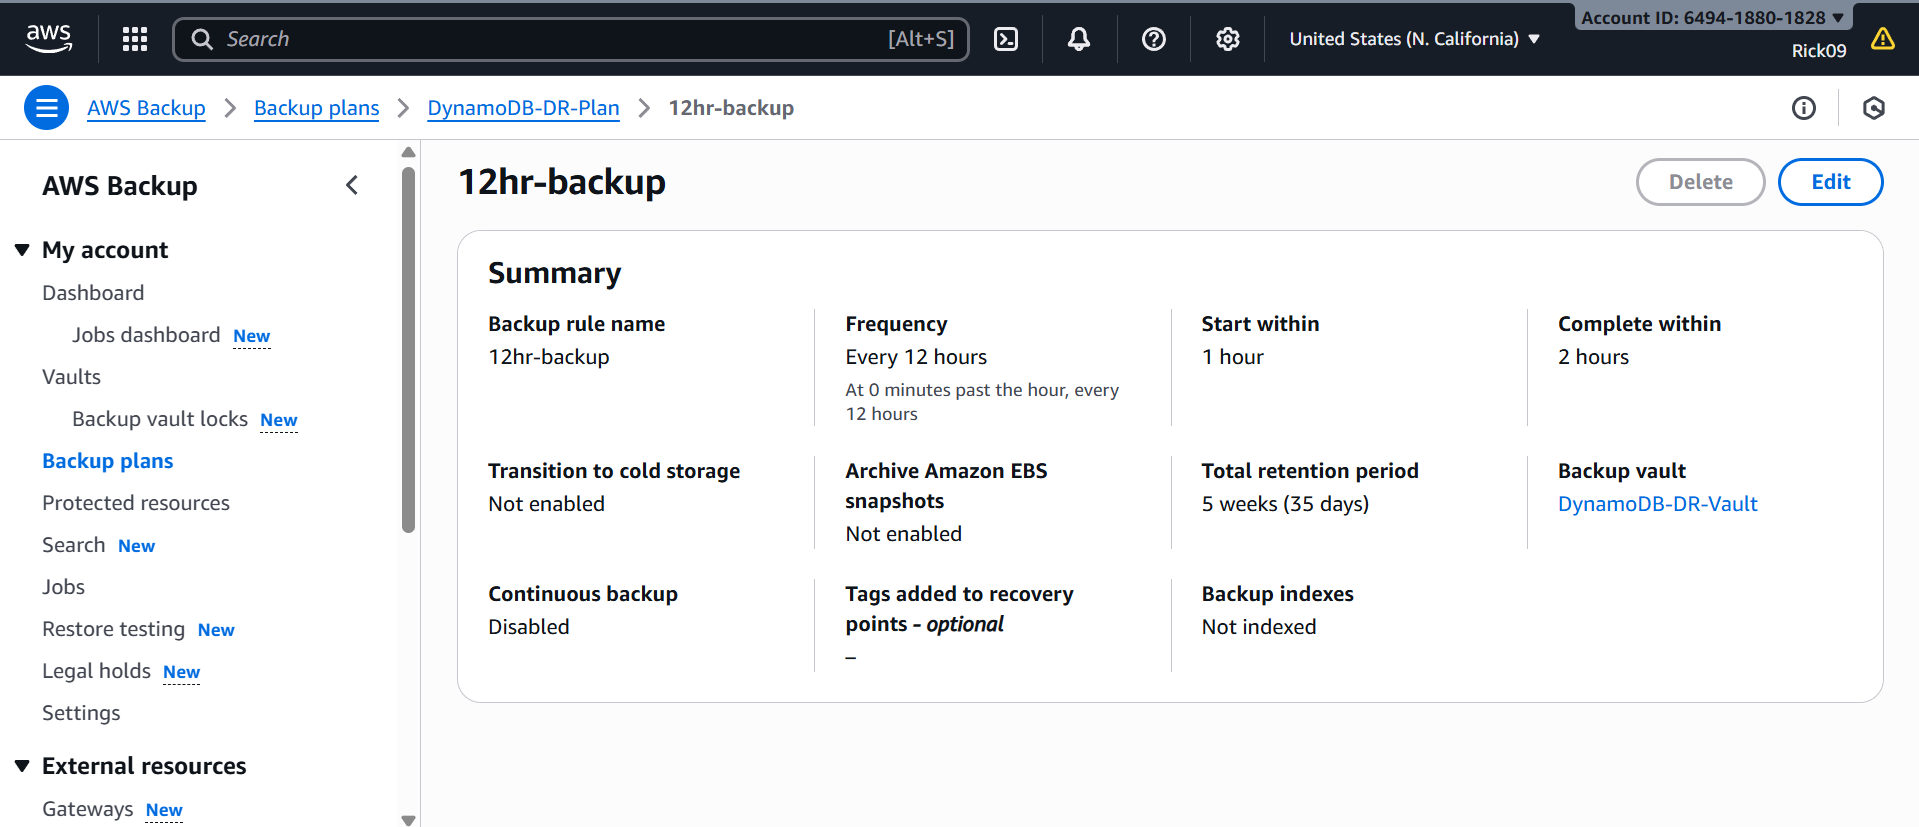 aws
Search
[Alt+S]
United States (N. California)
Account ID: 6494-1880-1828
Rick09
AWS Backup
Backup plans
DynamoDB-DR-Plan
12hr-backup
AWS Backup
My account
Dashboard
Jobs dashboard New
Vaults
Backup vault locks New
Backup plans
Protected resources
Search New
Jobs
Restore testing New
Legal holds New
Settings
External resources
Gateways New
12hr-backup
Delete
Edit
Summary
Backup rule name
12hr-backup
Frequency
Every 12 hours
At 0 minutes past the hour, every
12 hours
Start within
1 hour
Complete within
2 hours
Transition to cold storage
Not enabled
Archive Amazon EBS
snapshots
Not enabled
Total retention period
5 weeks (35 days)
Backup vault
DynamoDB-DR-Vault
Continuous backup
Disabled
Tags added to recovery
points - optional
–
Backup indexes
Not indexed